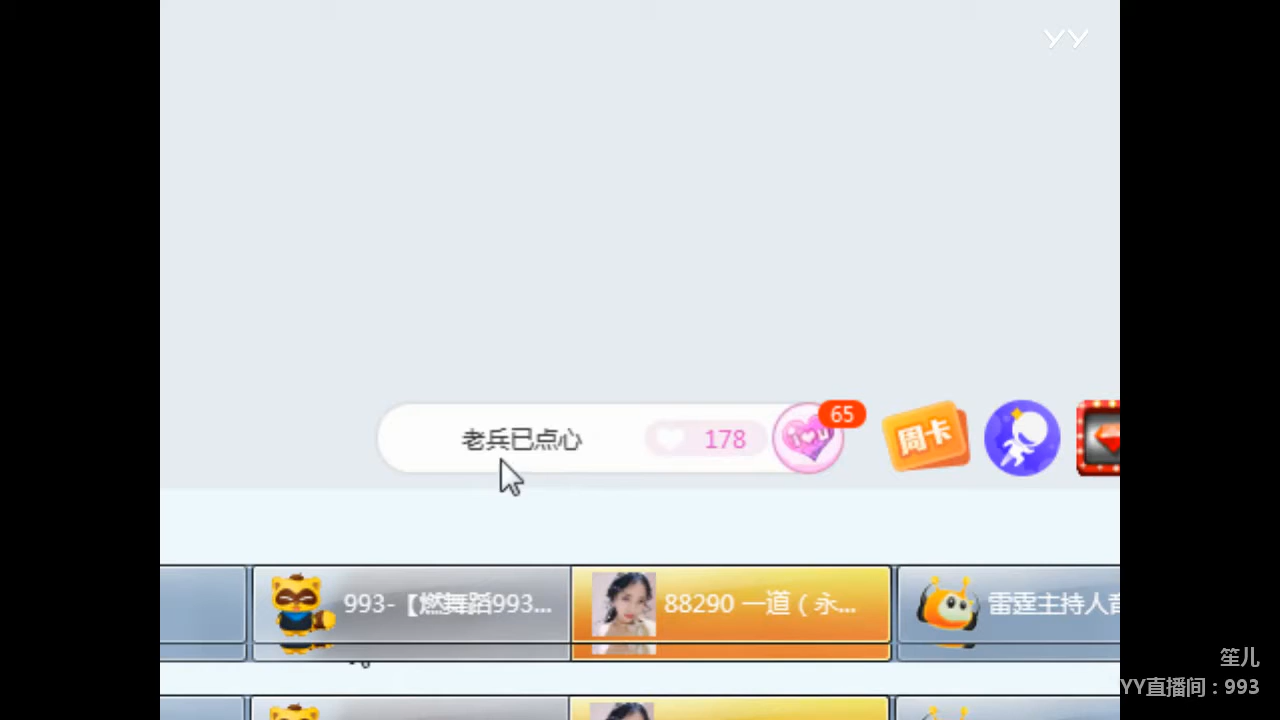 YY
老兵已点心
178
65
i♥u
周卡
993-【燃舞蹈993...
88290 一道（永...
雷霆主持人音
笙儿
YY直播间：993